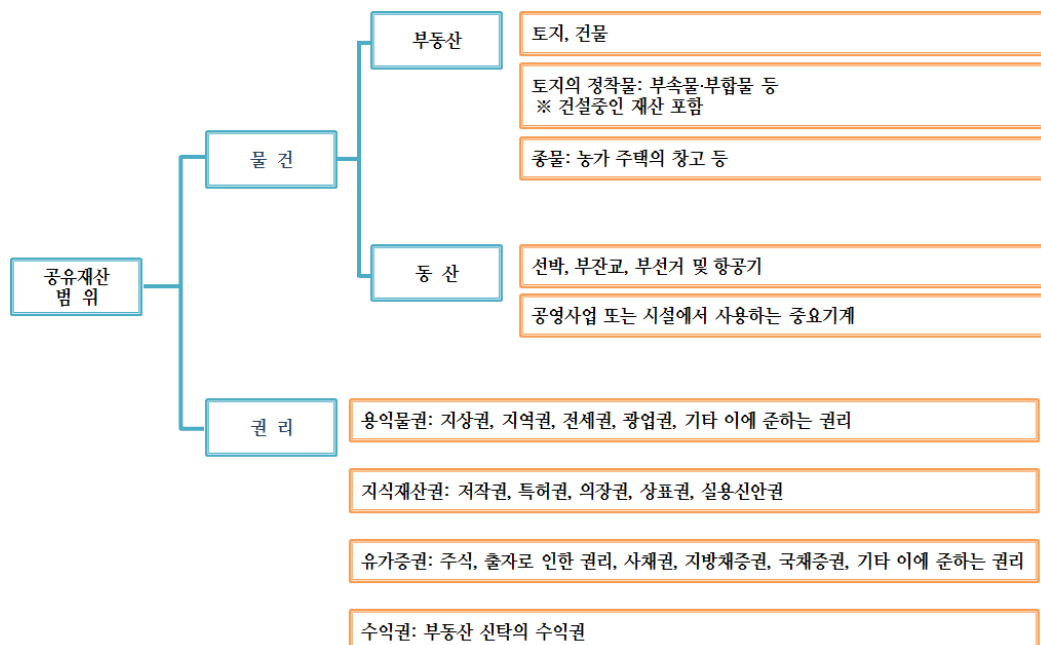 공유재산
범 위
물 건
부동산
토지, 건물
토지의 정착물: 부속물·부합물 등
※ 건설중인 재산 포함
종물: 농가 주택의 창고 등
동 산
선박, 부잔교, 부선거 및 항공기
공영사업 또는 시설에서 사용하는 중요기계
권 리
용익물권: 지상권, 지역권, 전세권, 광업권, 기타 이에 준하는 권리
지식재산권: 저작권, 특허권, 의장권, 상표권, 실용신안권
유가증권: 주식, 출자로 인한 권리, 사채권, 지방채증권, 국채증권, 기타 이에 준하는 권리
수익권: 부동산 신탁의 수익권